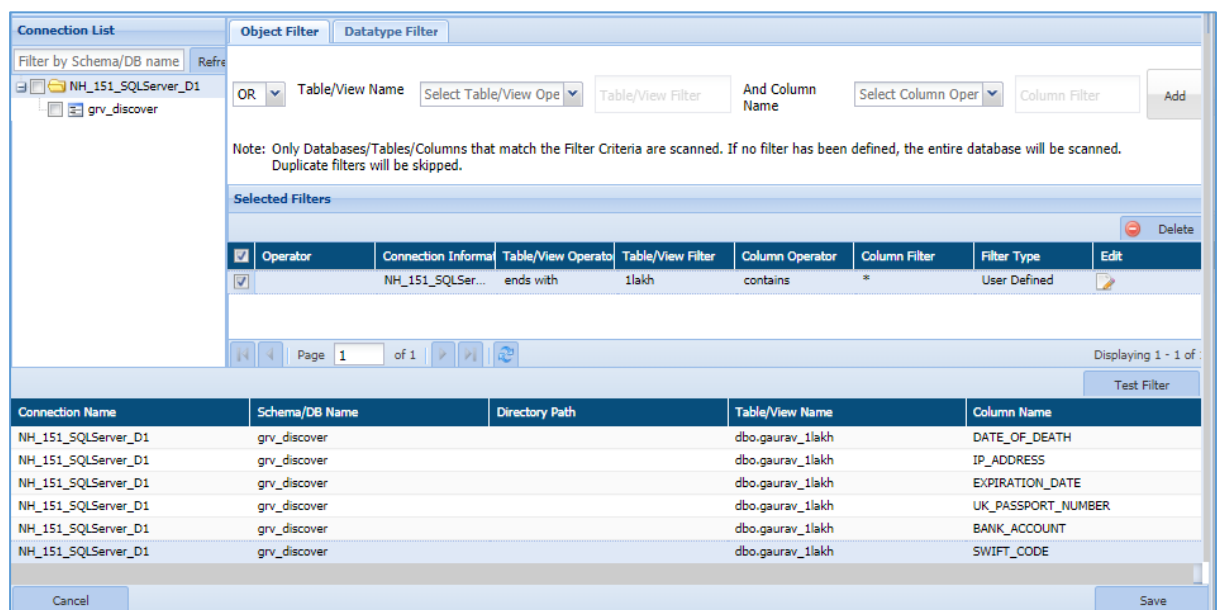 Connection List
Object Filter
Datatype Filter
Filter by Schema/DB name
Refre
NH_151_SQLServer_D1
grv_discover
OR
Table/View Name
Select Table/View Ope
Table/View Filter
And Column
Name
Select Column Oper
Column Filter
Add
Note: Only Databases/Tables/Columns that match the Filter Criteria are scanned. If no filter has been defined, the entire database will be scanned.
Duplicate filters will be skipped.
Selected Filters
Delete
Operator Connection Informat Table/View Operato Table/View Filter Column Operator Column Filter Filter Type Edit
NH_151_SQLSer... ends with 1lakh contains * User Defined
Page 1 of 1 Displaying 1 - 1 of
Test Filter
Connection Name Schema/DB Name Directory Path Table/View Name Column Name
NH_151_SQLServer_D1 grv_discover dbo.gaurav_1lakh DATE_OF_DEATH
NH_151_SQLServer_D1 grv_discover dbo.gaurav_1lakh IP_ADDRESS
NH_151_SQLServer_D1 grv_discover dbo.gaurav_1lakh EXPIRATION_DATE
NH_151_SQLServer_D1 grv_discover dbo.gaurav_1lakh UK_PASSPORT_NUMBER
NH_151_SQLServer_D1 grv_discover dbo.gaurav_1lakh BANK_ACCOUNT
NH_151_SQLServer_D1 grv_discover dbo.gaurav_1lakh SWIFT_CODE
Cancel Save